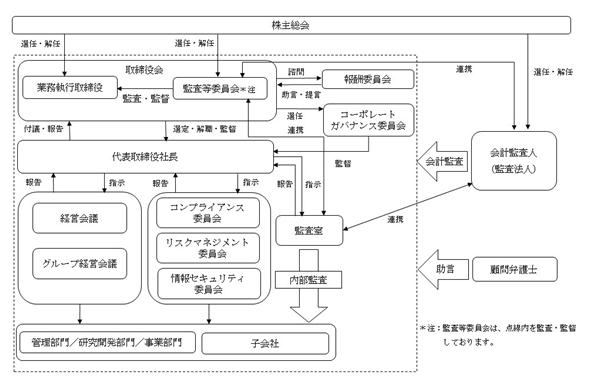 株主総会
選任・解任
選任・解任
選任・解任
取締役会
業務執行取締役
監査等委員会*注
監査・監督
諮問
報酬委員会
助言・提言
連携
選任
連携
コーポレート
ガバナンス委員会
付議・報告
選定・解職・監督
代表取締役社長
監督
会計監査
会計監査人
(監査法人)
報告
指示
報告
指示
報告
指示
経営会議
グループ経営会議
コンプライアンス
委員会
リスクマネジメント
委員会
情報セキュリティ
委員会
監査室
連携
内部監査
助言
顧問弁護士
管理部門/研究開発部門/事業部門
子会社
*注:監査等委員会は、点線内を監査・監督
しております。